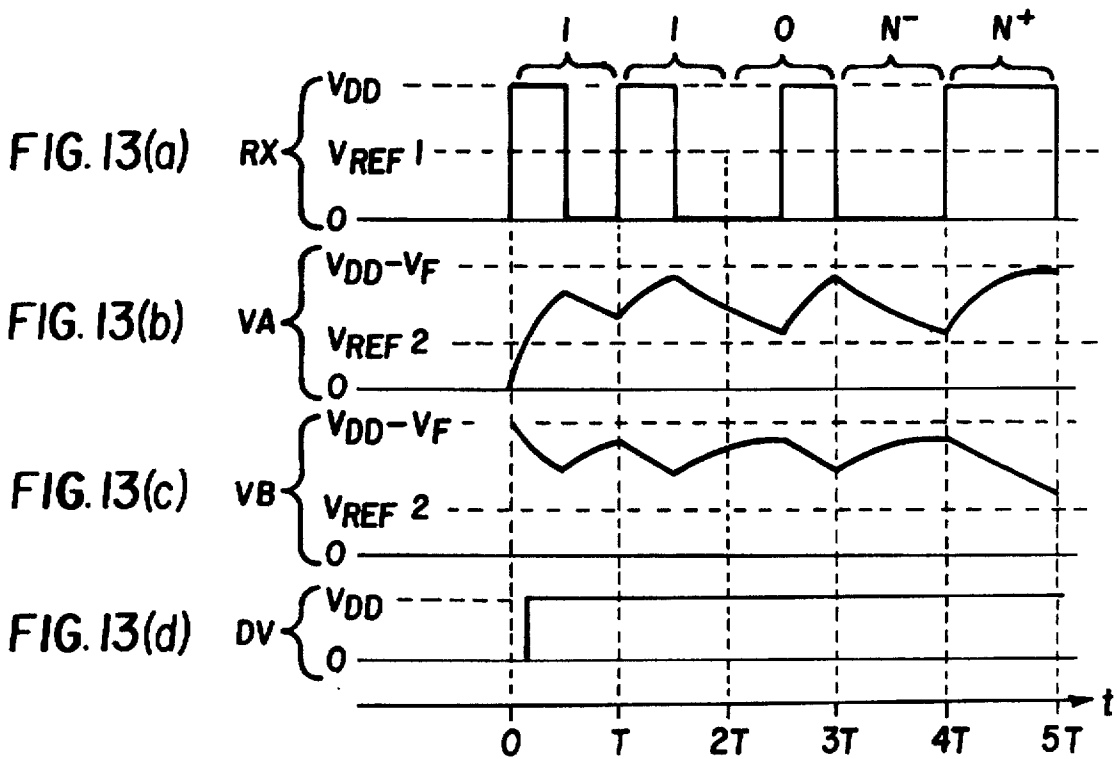 1 1 0 N⁻ N⁺
FIG. 13(a) RX
VDD
VREF 1
0
FIG. 13(b) VA
VDD-VF
VREF 2
0
FIG. 13(c) VB
VDD-VF
VREF 2
0
FIG. 13(d) DV
VDD
0
t
0 T 2T 3T 4T 5T